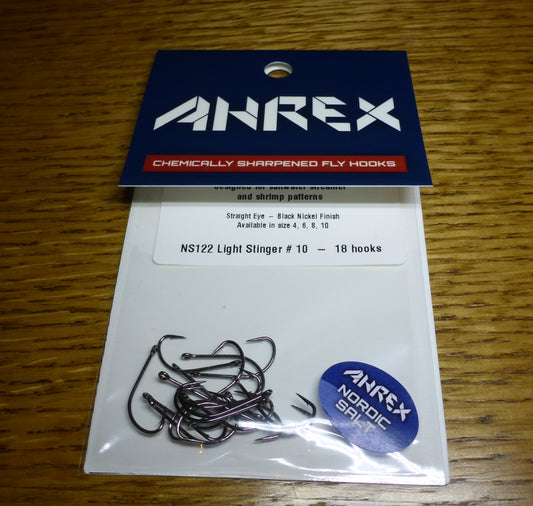 AHREX
CHEMICALLY SHARPENED FLY HOOKS
designed for saltwater streamer
and shrimp patterns
Straight Eye – Black Nickel Finish
Available in size 4, 6, 8, 10
NS122 Light Stinger # 10 – 18 hooks
AHREX
NORDIC
SALT